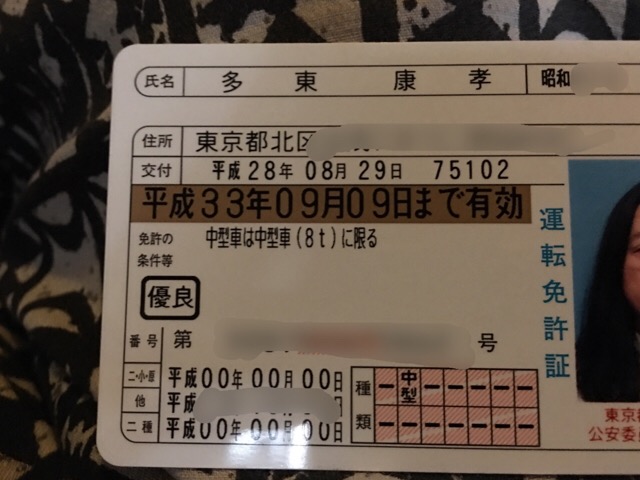 氏名 多東康孝 昭和
住所 東京都北区
交付 平成28年08月29日 75102
平成33年09月09日まで有効
免許の
条件等
中型車は中型車(8t)に限る
優良
番号 第 号
二・小・原 平成00年00月00日
他 平成
二種 平成00年00月00日
種類
中型
運転免許証
東京都
公安委員